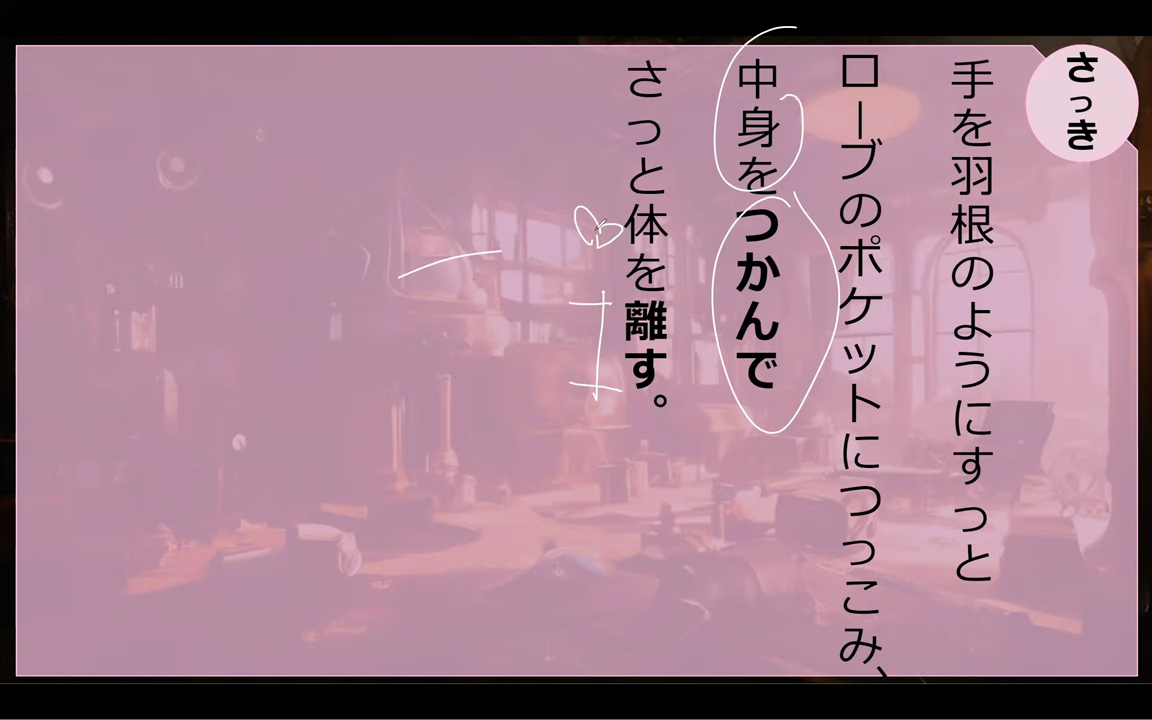 さっき
手を羽根のようにすっと
ローブのポケットにつっこみ、
中身をつかんで
さっと体を離す。